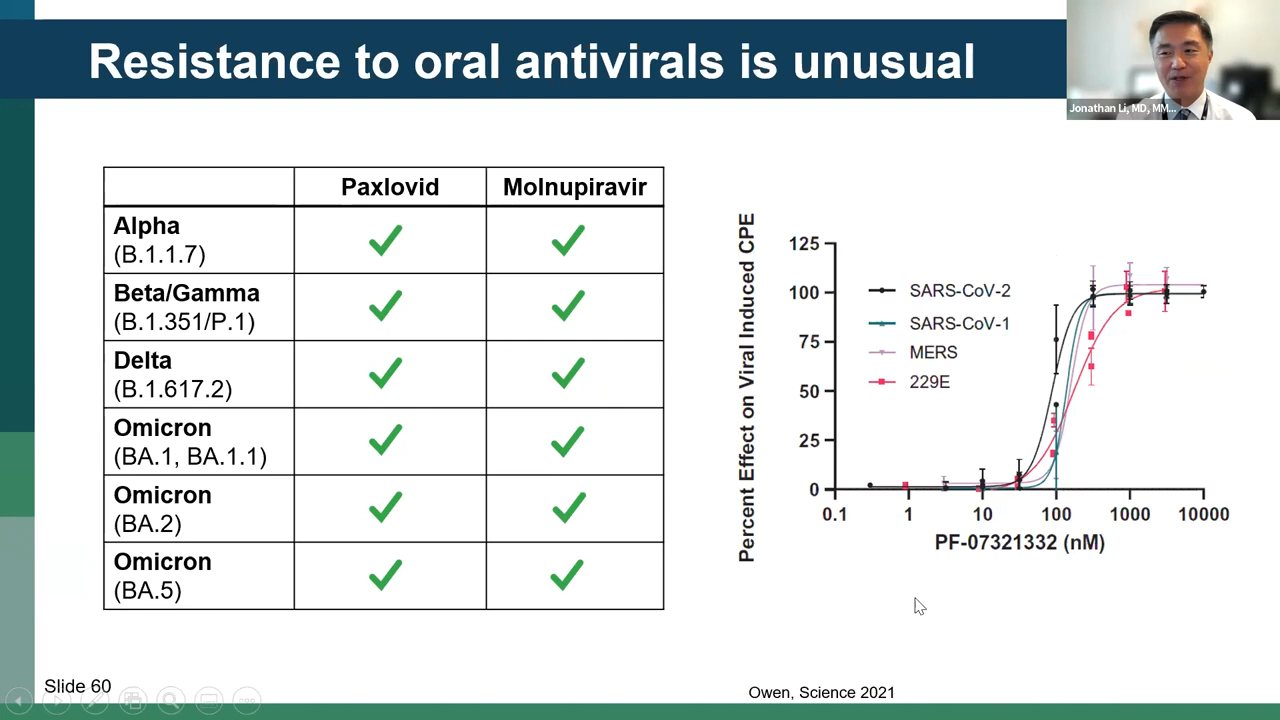 Resistance to oral antivirals is unusual
Jonathan Li, MD, MM...
Paxlovid Molnupiravir
Alpha
(B.1.1.7)
Beta/Gamma
(B.1.351/P.1)
Delta
(B.1.617.2)
Omicron
(BA.1, BA.1.1)
Omicron
(BA.2)
Omicron
(BA.5)
Percent Effect on Viral Induced CPE
125
100
75
50
25
0
SARS-CoV-2
SARS-CoV-1
MERS
229E
0.1 1 10 100 1000 10000
PF-07321332 (nM)
Slide 60
Owen, Science 2021